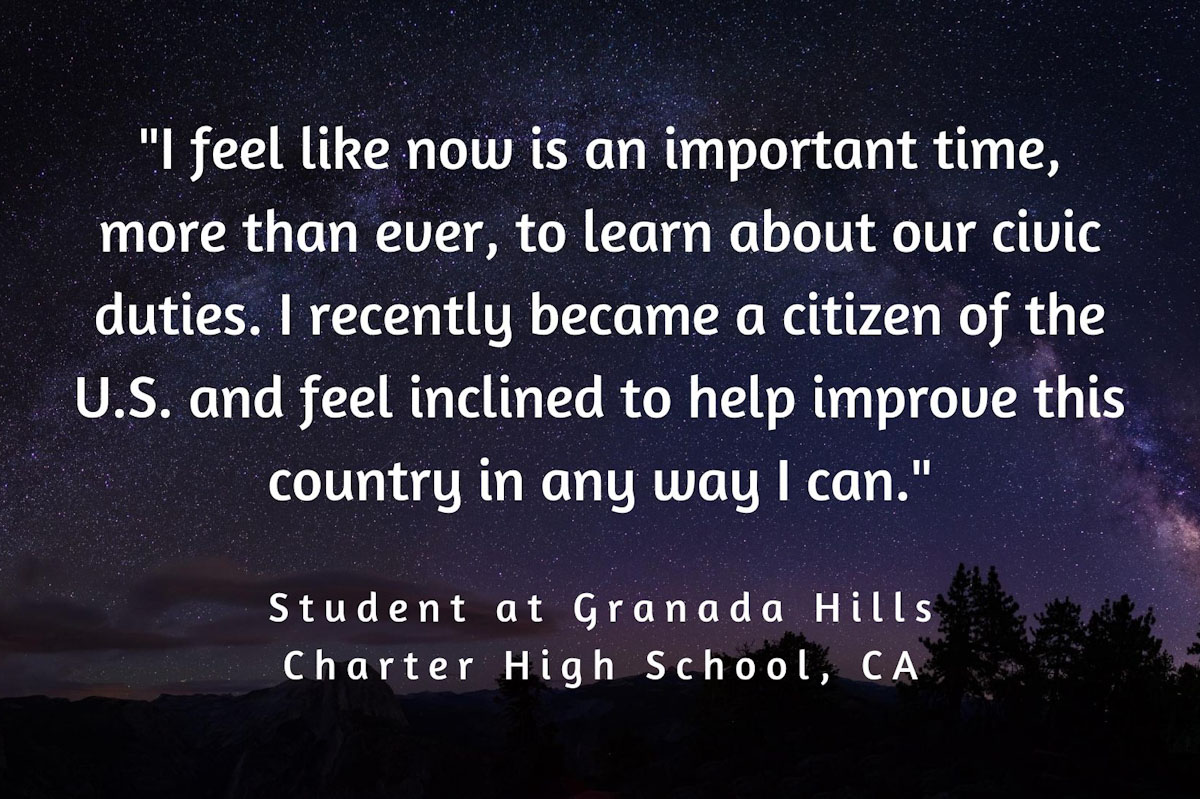 "I feel like now is an important time,
more than ever, to learn about our civic
duties. I recently became a citizen of the
U.S. and feel inclined to help improve this
country in any way I can."
Student at Granada Hills
Charter High School, CA